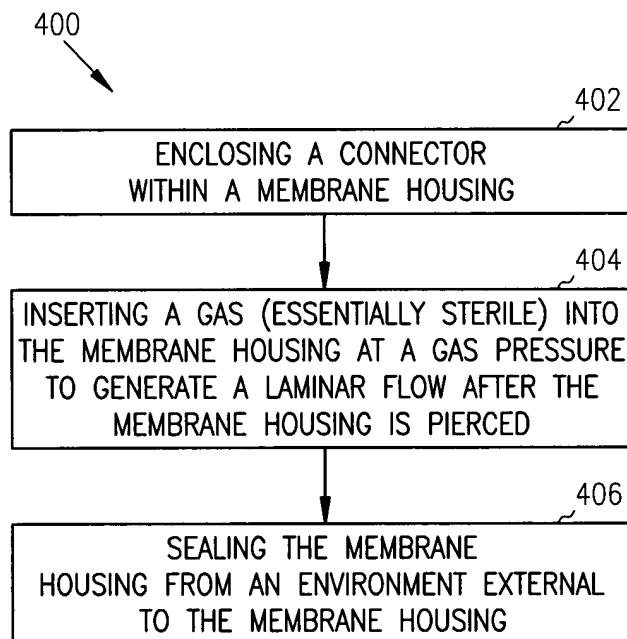 400
402
ENCLOSING A CONNECTOR
WITHIN A MEMBRANE HOUSING
404
INSERTING A GAS (ESSENTIALLY STERILE) INTO
THE MEMBRANE HOUSING AT A GAS PRESSURE
TO GENERATE A LAMINAR FLOW AFTER THE
MEMBRANE HOUSING IS PIERCED
406
SEALING THE MEMBRANE
HOUSING FROM AN ENVIRONMENT EXTERNAL
TO THE MEMBRANE HOUSING